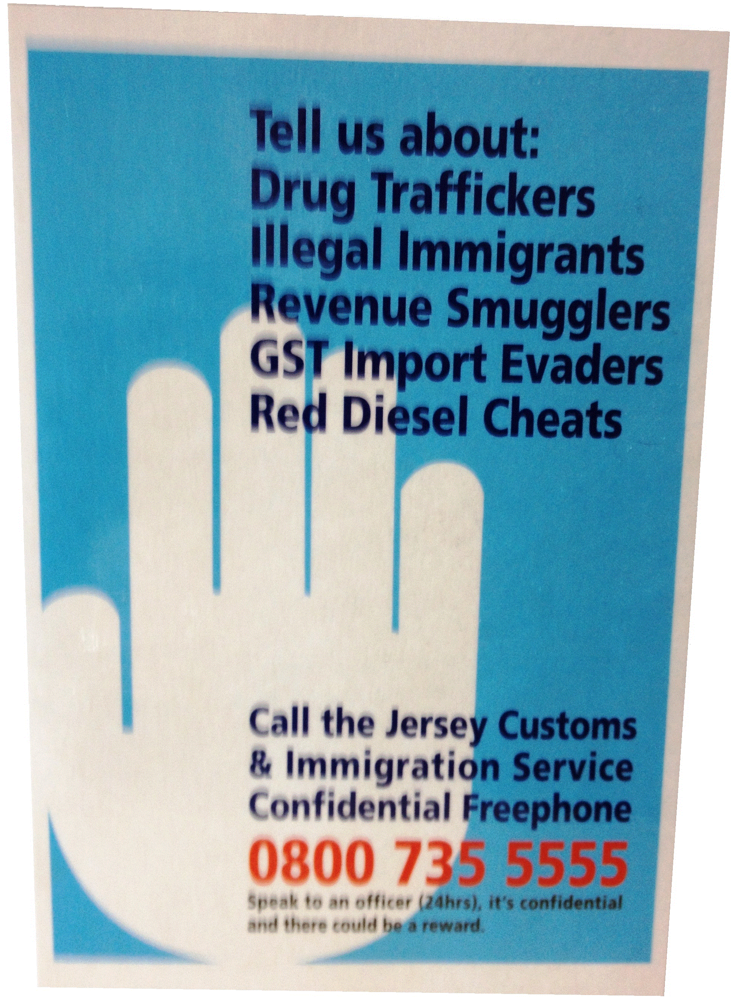 Tell us about:
Drug Traffickers
Illegal Immigrants
Revenue Smugglers
GST Import Evaders
Red Diesel Cheats
Call the Jersey Customs
& Immigration Service
Confidential Freephone
0800 735 5555
Speak to an officer (24hrs), it's confidential
and there could be a reward.